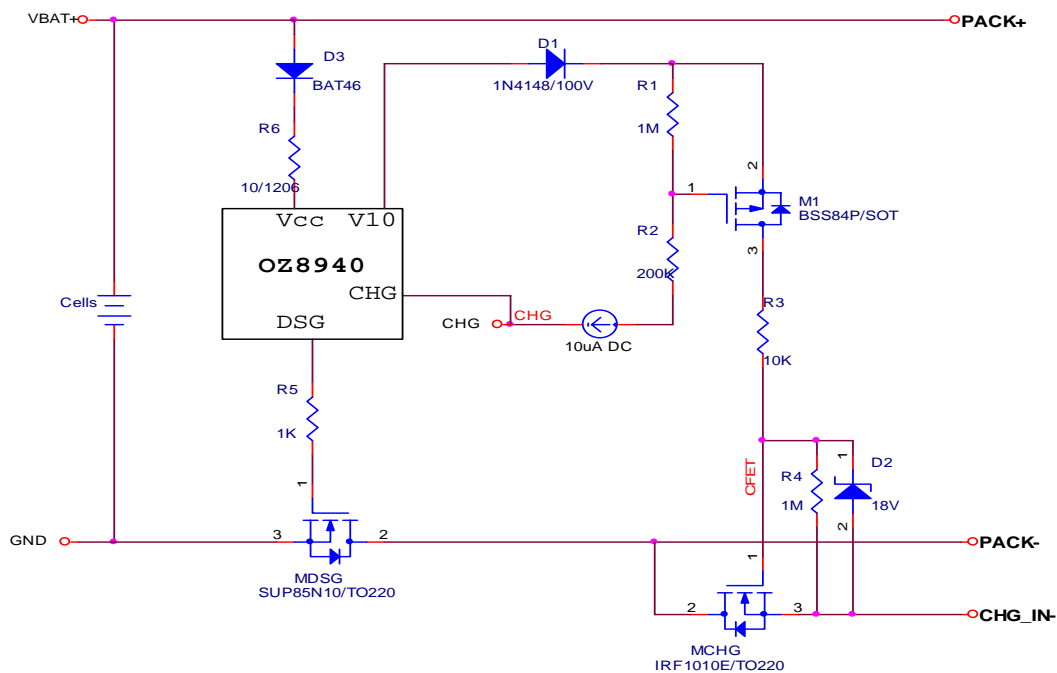 VBAT+
PACK+
D3
BAT46
D1
1N4148/100V
R1
1M
R6
10/1206
2
1
M1
BSS84P/SOT
3
Vcc
V10
OZ8940
CHG
DSG
R2
200K
CHG
CHG
10uA DC
Cells
R3
10K
R5
1K
1
CFET
R4
1M
1
D2
18V
2
GND
3
2
MDSG
SUP85N10/TO220
PACK-
1
2
3
CHG_IN-
MCHG
IRF1010E/TO220